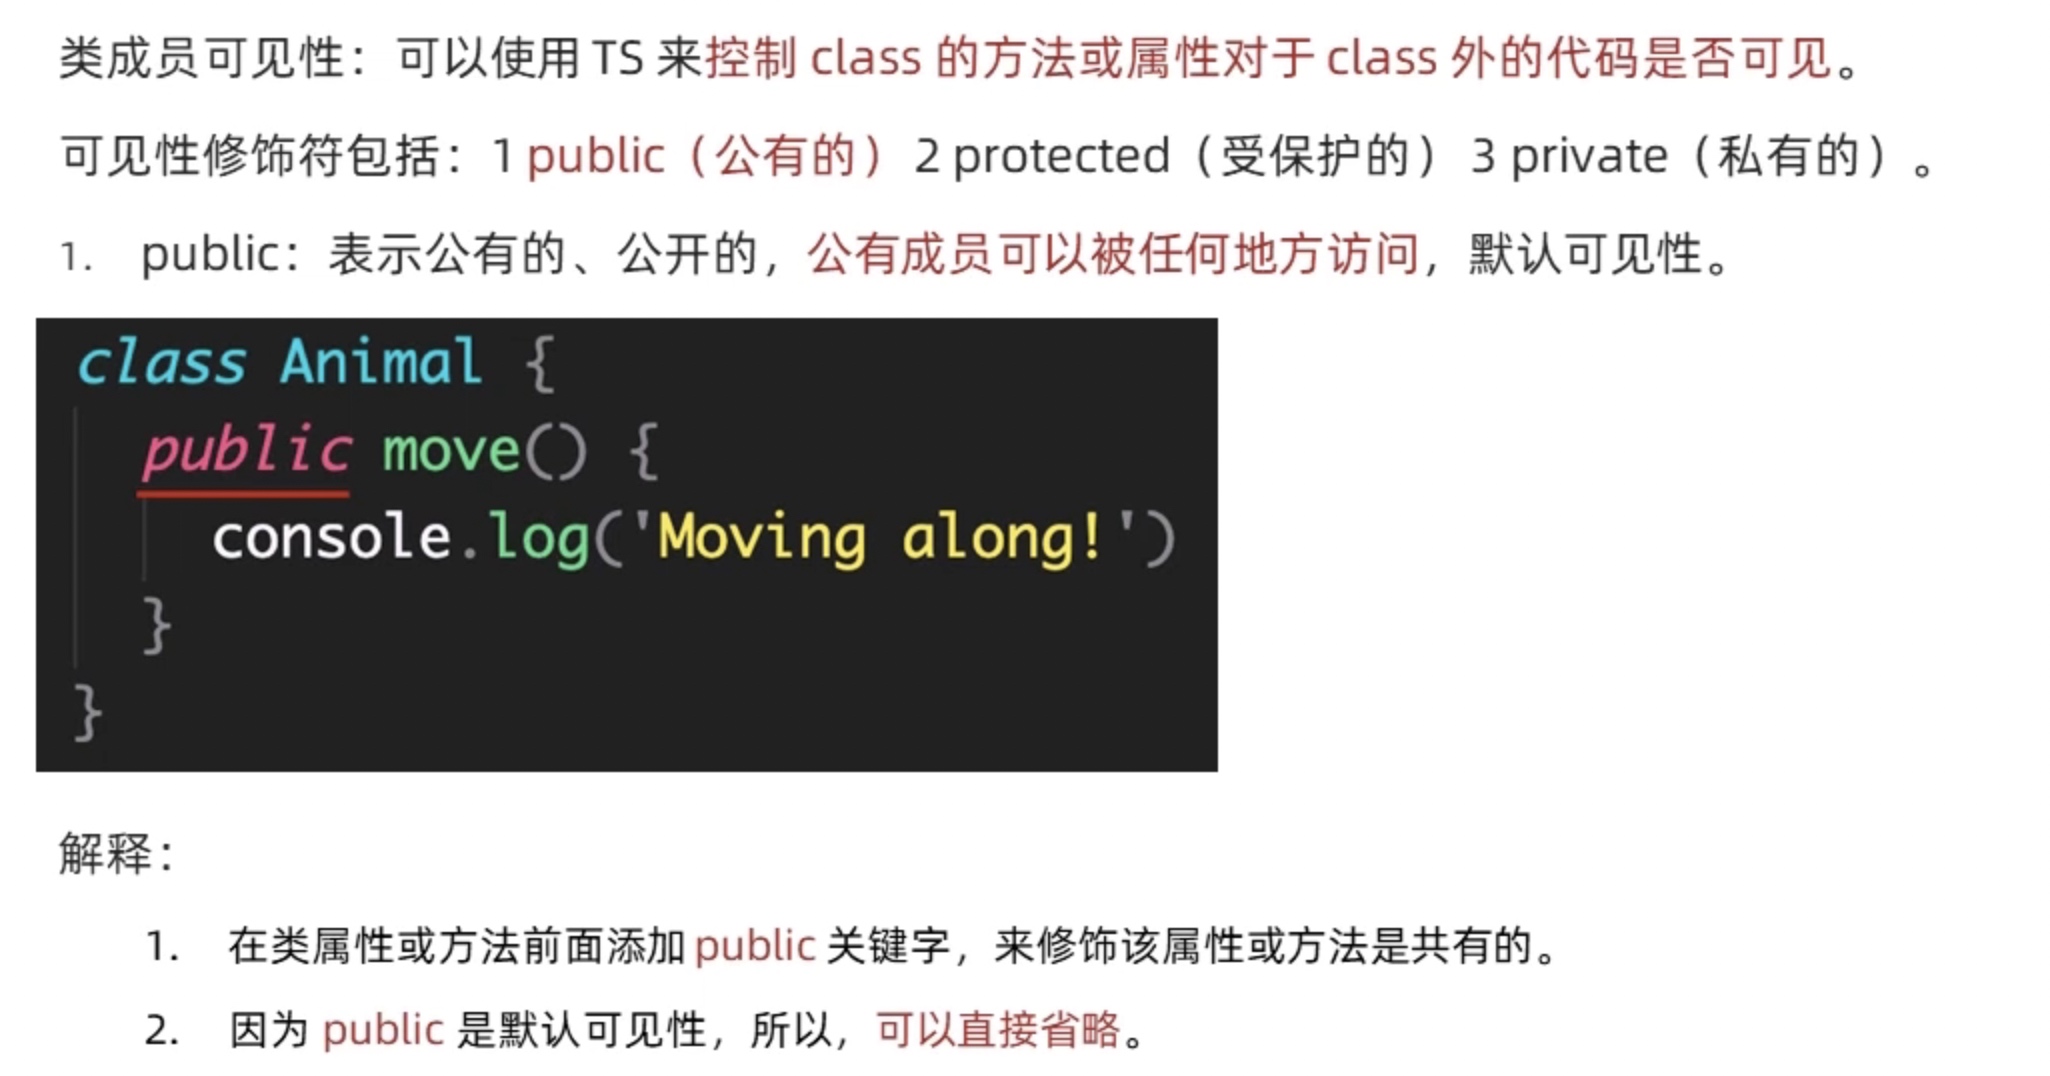 类成员可见性：可以使用 TS 来控制 class 的方法或属性对于 class 外的代码是否可见。
可见性修饰符包括：1 public（公有的） 2 protected（受保护的） 3 private（私有的）。
1. public：表示公有的、公开的，公有成员可以被任何地方访问，默认可见性。
class Animal {
public move() {
console.log('Moving along!')
}
}
解释：
1. 在类属性或方法前面添加 public 关键字，来修饰该属性或方法是共有的。
2. 因为 public 是默认可见性，所以，可以直接省略。